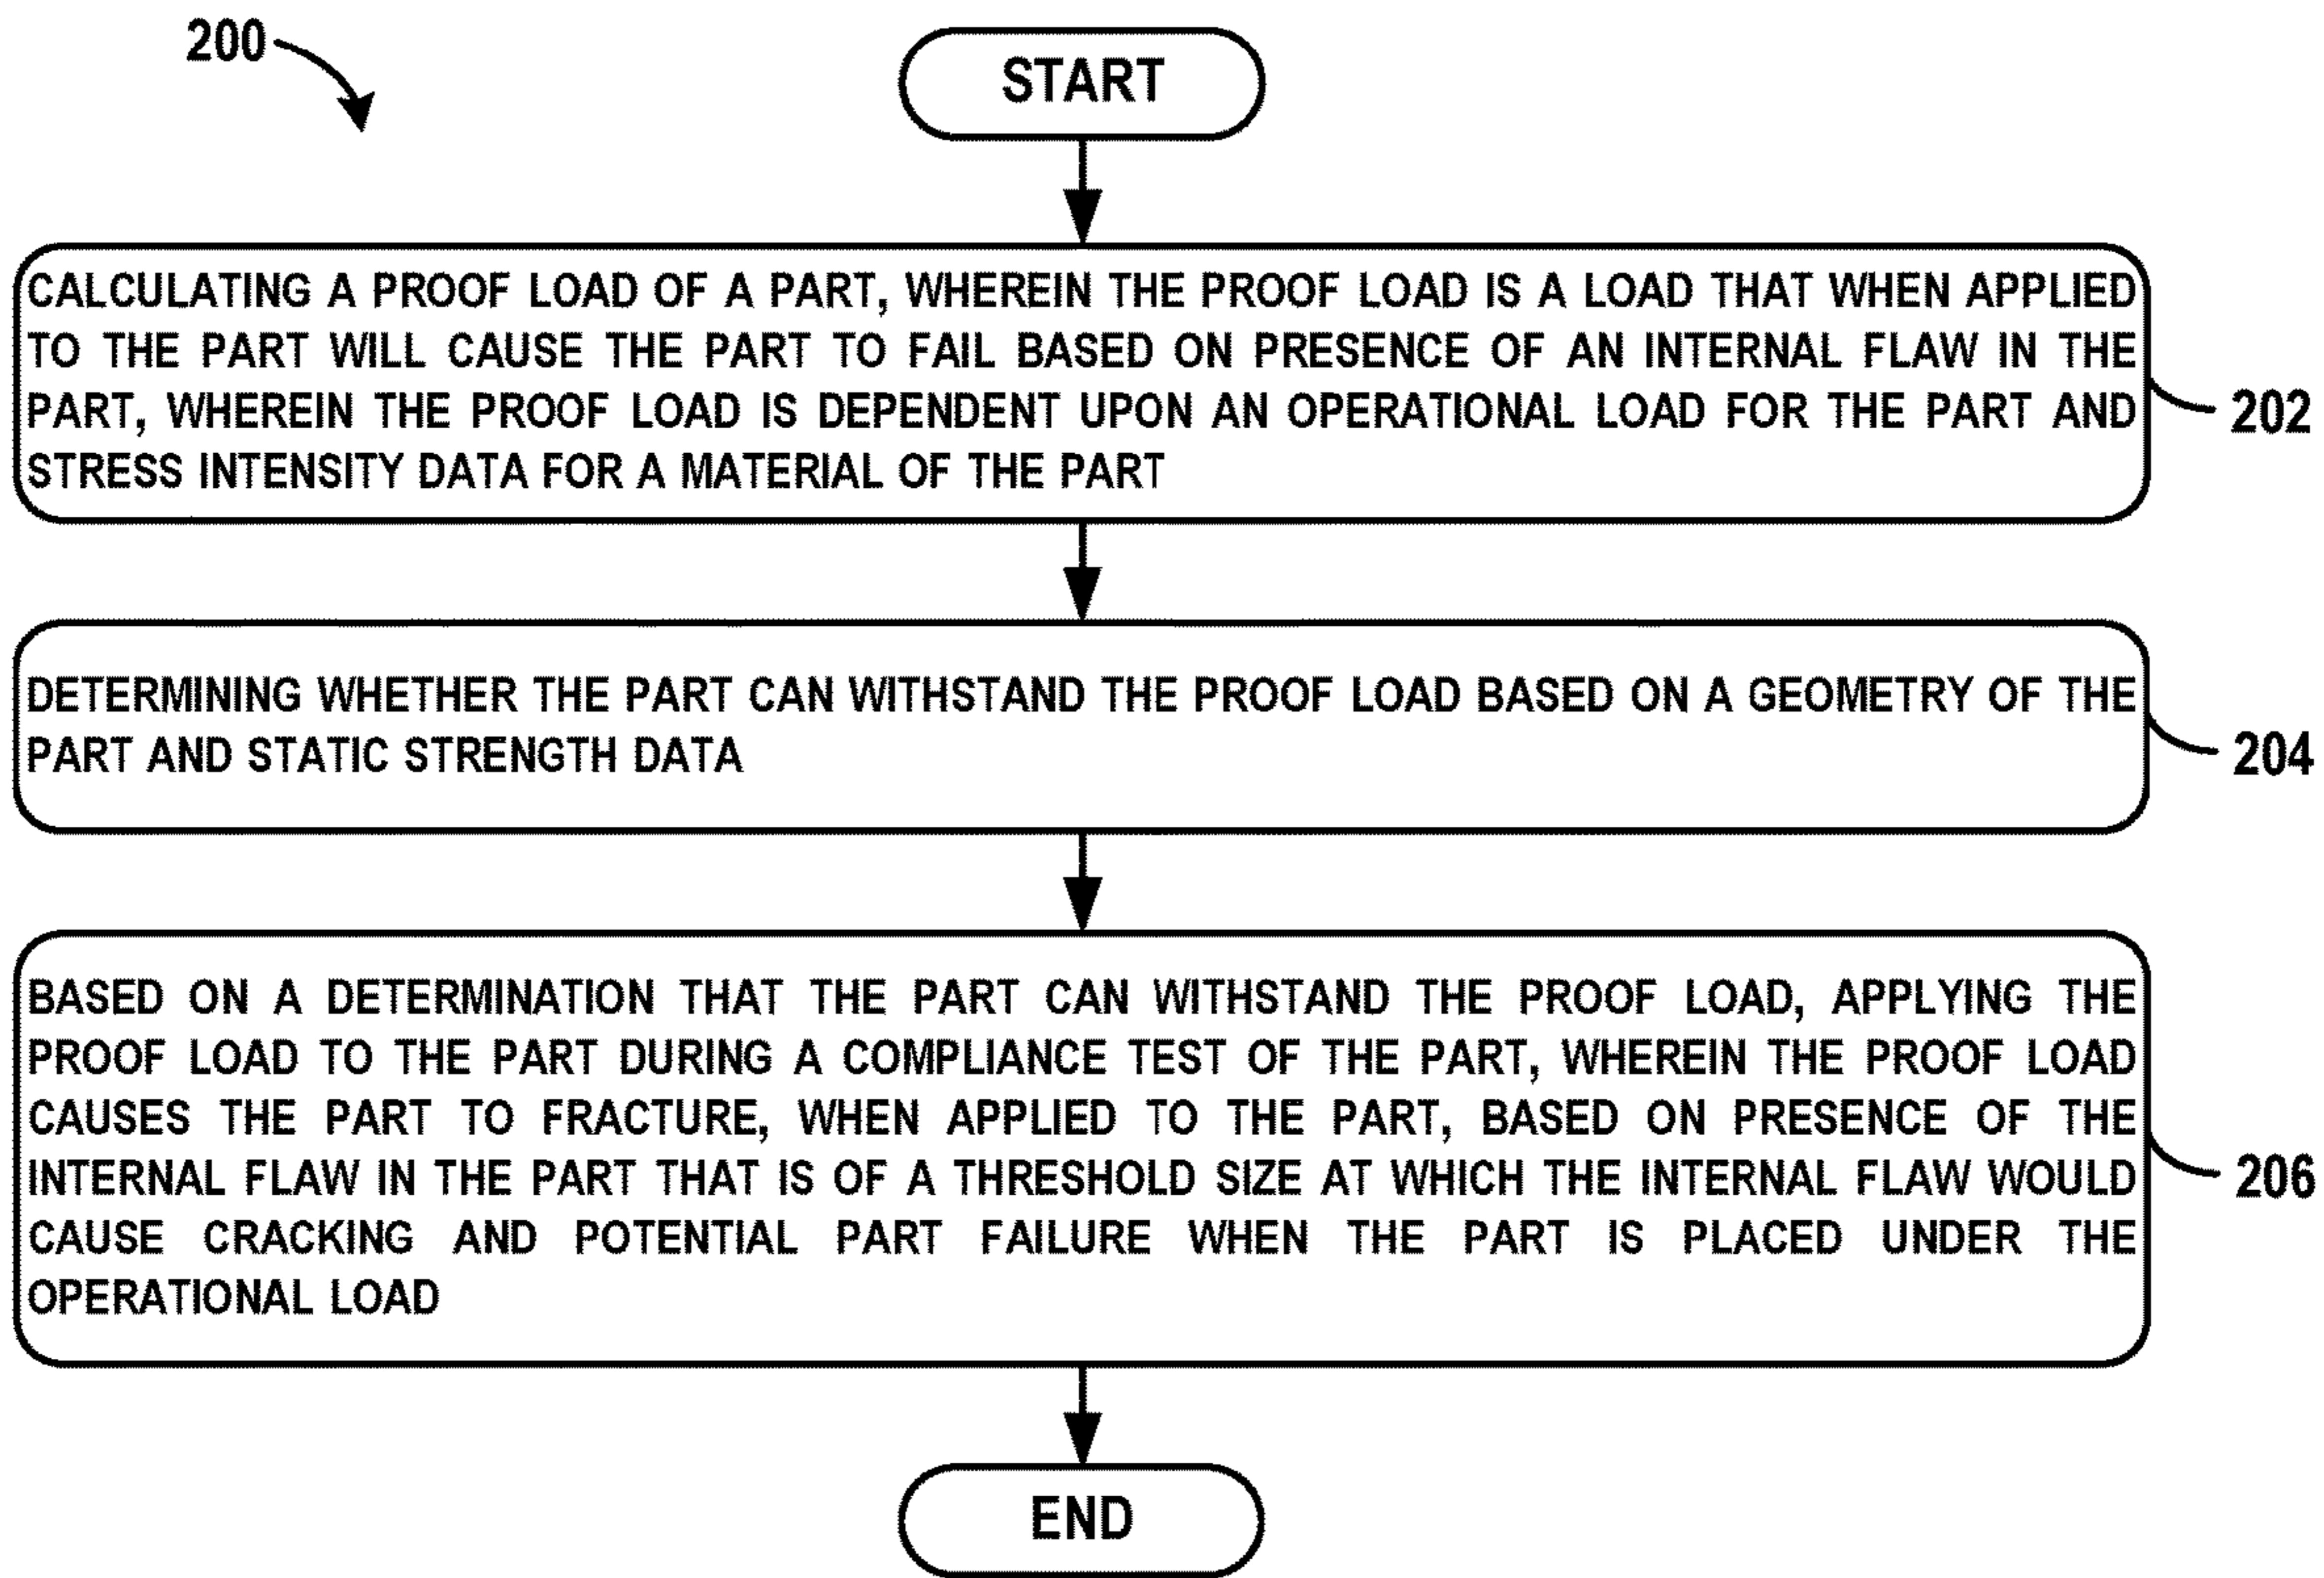 200
START
CALCULATING A PROOF LOAD OF A PART, WHEREIN THE PROOF LOAD IS A LOAD THAT WHEN APPLIED
TO THE PART WILL CAUSE THE PART TO FAIL BASED ON PRESENCE OF AN INTERNAL FLAW IN THE
PART, WHEREIN THE PROOF LOAD IS DEPENDENT UPON AN OPERATIONAL LOAD FOR THE PART AND
STRESS INTENSITY DATA FOR A MATERIAL OF THE PART
202
DETERMINING WHETHER THE PART CAN WITHSTAND THE PROOF LOAD BASED ON A GEOMETRY OF THE
PART AND STATIC STRENGTH DATA
204
BASED ON A DETERMINATION THAT THE PART CAN WITHSTAND THE PROOF LOAD, APPLYING THE
PROOF LOAD TO THE PART DURING A COMPLIANCE TEST OF THE PART, WHEREIN THE PROOF LOAD
CAUSES THE PART TO FRACTURE, WHEN APPLIED TO THE PART, BASED ON PRESENCE OF THE
INTERNAL FLAW IN THE PART THAT IS OF A THRESHOLD SIZE AT WHICH THE INTERNAL FLAW WOULD
CAUSE CRACKING AND POTENTIAL PART FAILURE WHEN THE PART IS PLACED UNDER THE
OPERATIONAL LOAD
206
END